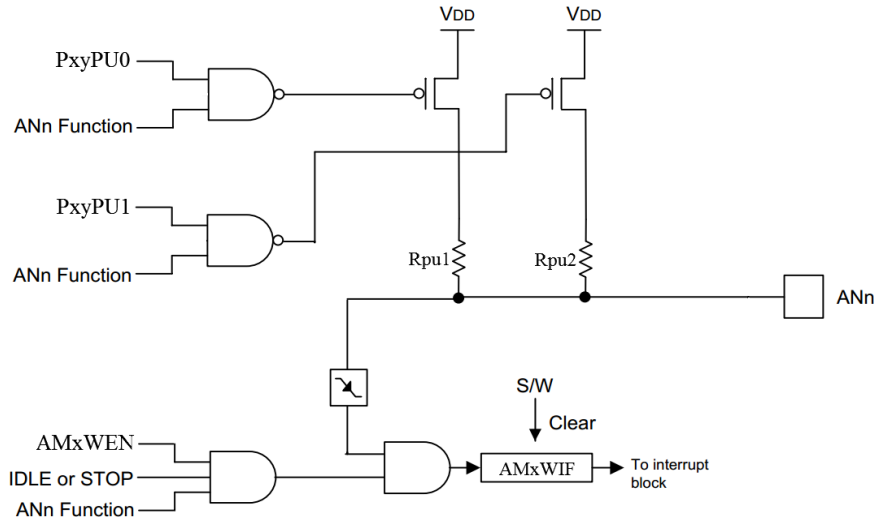 VDD
VDD
PxyPU0
ANn Function
PxyPU1
ANn Function
Rpu1
Rpu2
ANn
S/W
Clear
AMxWEN
IDLE or STOP
ANn Function
AMxWIF
To interrupt
block